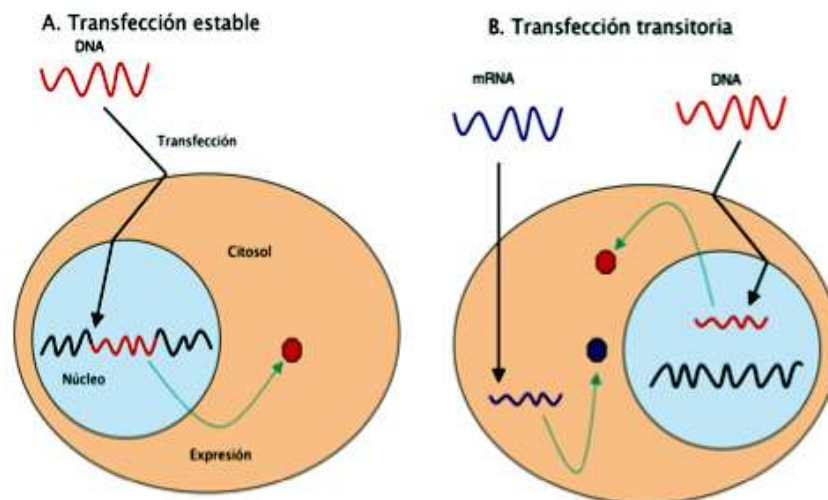 A. Transfección estable
DNA
Transfección
Citosol
Núcleo
Expresión
B. Transfección transitoria
mRNA
DNA